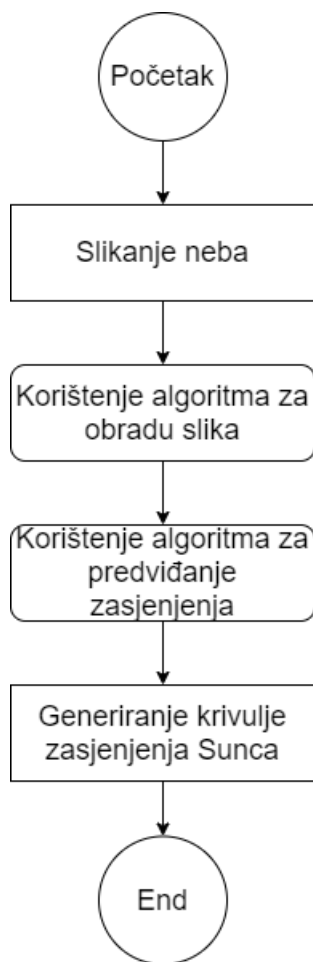 Početak
Slikanje neba
Korištenje algoritma za
obradu slika
Korištenje algoritma za
predviđanje
zasjenjenja
Generiranje krivulje
zasjenjenja Sunca
End